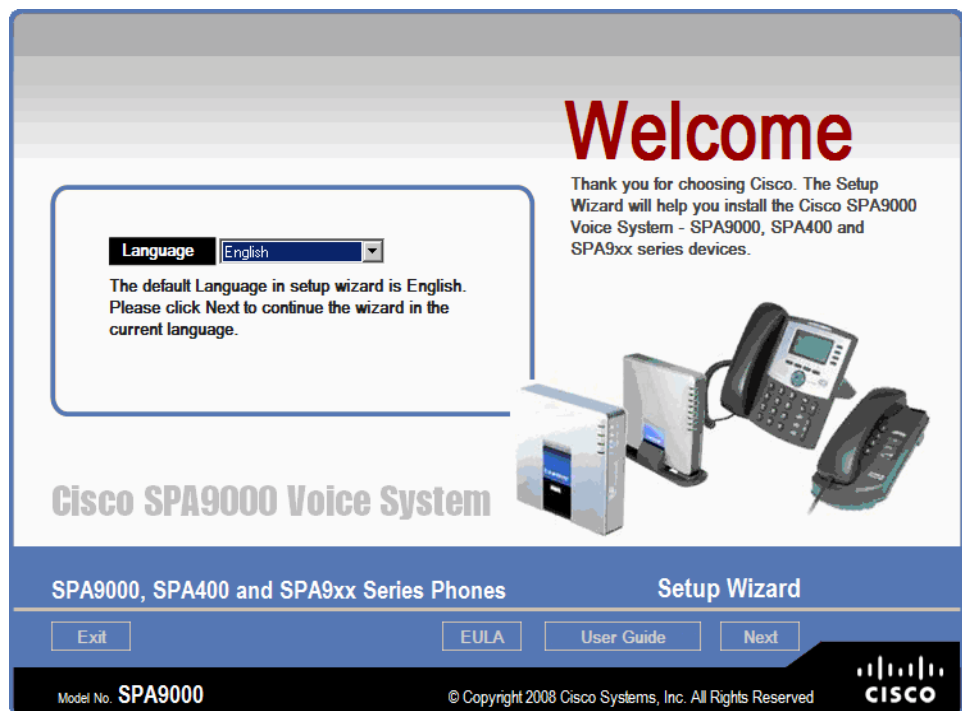 Welcome
Thank you for choosing Cisco. The Setup
Wizard will help you install the Cisco SPA9000
Voice System - SPA9000, SPA400 and
SPA9xx series devices.
Language English
The default Language in setup wizard is English.
Please click Next to continue the wizard in the
current language.
Cisco SPA9000 Voice System
SPA9000, SPA400 and SPA9xx Series Phones
Setup Wizard
Exit
EULA
User Guide
Next
Model No. SPA9000
© Copyright 2008 Cisco Systems, Inc. All Rights Reserved
CISCO